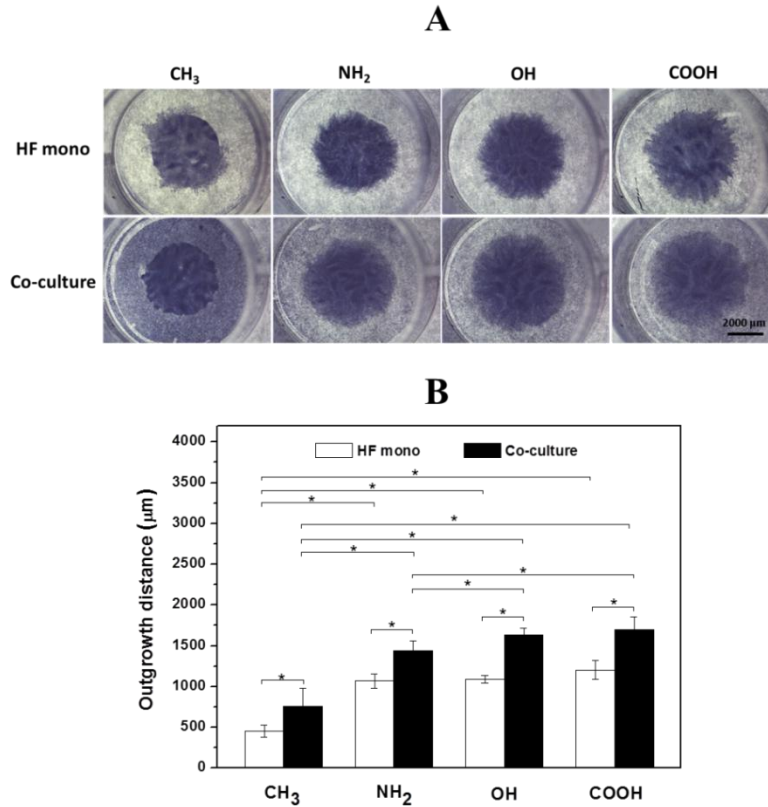 A
CH₃ NH₂ OH COOH
HF mono
Co-culture
2000 μm
B
4000
3500
3000
2500
2000
1500
1000
500
0
Outgrowth distance (μm)
HF mono Co-culture
*
*
*
*
*
*
*
*
*
*
*
*
CH₃ NH₂ OH COOH